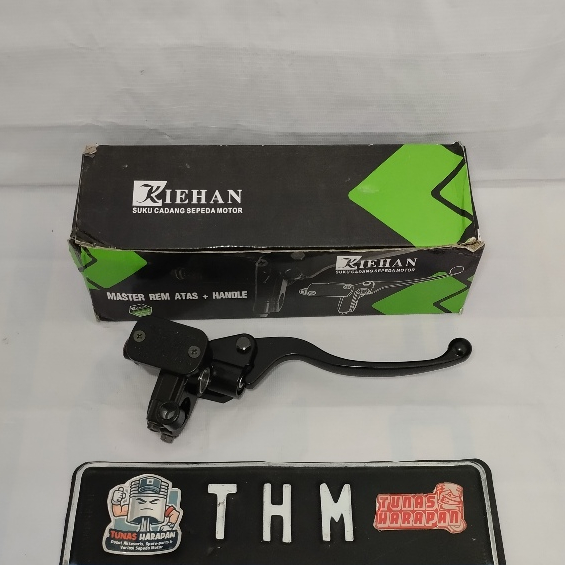 KIEHAN
SUKU CADANG SEPEDA MOTOR
KIEHAN
SUKU CADANG SEPEDA MOTOR
MASTER REM ATAS + HANDLE
THM
TUNAS HARAPAN
TUNAS
HARAPAN